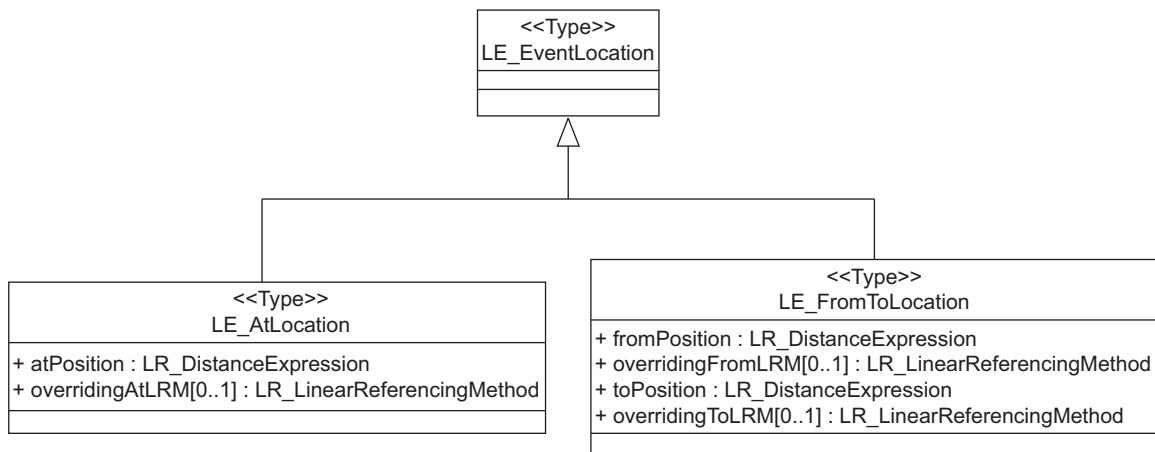 <<Type>>
LE_EventLocation
<<Type>>
LE_AtLocation
+ atPosition : LR_DistanceExpression
+ overridingAtLRM[0..1] : LR_LinearReferencingMethod
<<Type>>
LE_FromToLocation
+ fromPosition : LR_DistanceExpression
+ overridingFromLRM[0..1] : LR_LinearReferencingMethod
+ toPosition : LR_DistanceExpression
+ overridingToLRM[0..1] : LR_LinearReferencingMethod